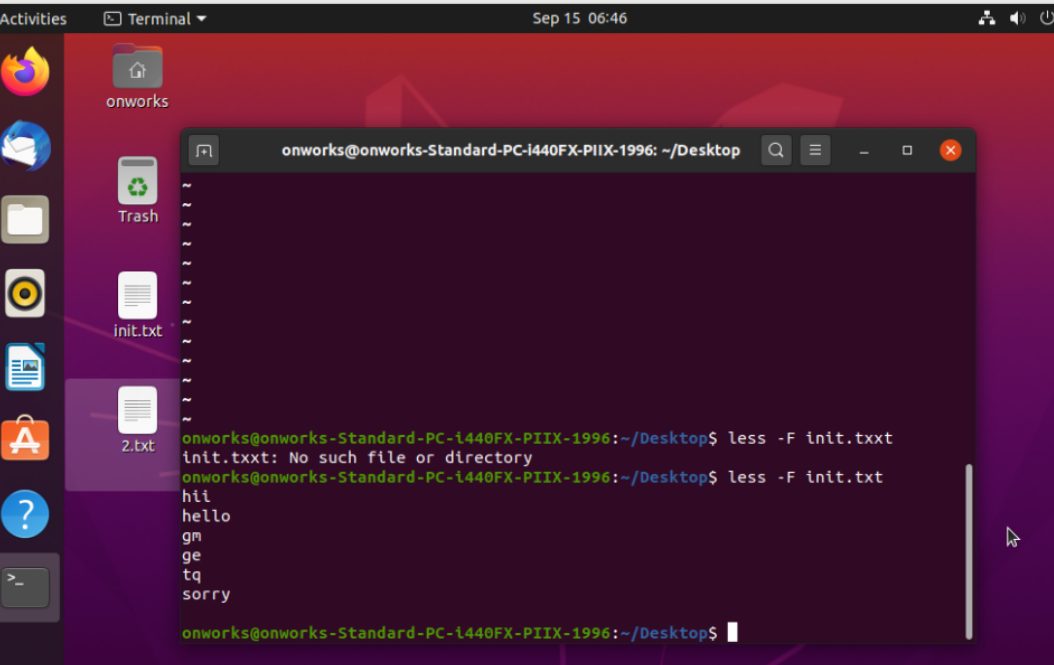 Activities
Terminal
Sep 15 06:46
onworks
Trash
init.txt
2.txt
onworks@onworks-Standard-PC-i440FX-PIIX-1996: ~/Desktop
~
~
~
~
~
~
~
~
~
~
~
~
~
onworks@onworks-Standard-PC-i440FX-PIIX-1996:~/Desktop$ less -F init.txxt
init.txxt: No such file or directory
onworks@onworks-Standard-PC-i440FX-PIIX-1996:~/Desktop$ less -F init.txt
hii
hello
gm
ge
tq
sorry
onworks@onworks-Standard-PC-i440FX-PIIX-1996:~/Desktop$